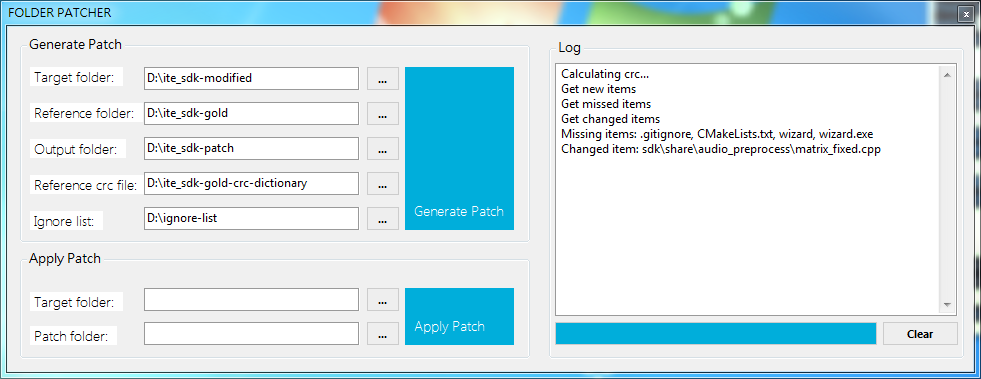 FOLDER PATCHER
x
Generate Patch
Target folder: D:\ite_sdk-modified ...
Reference folder: D:\ite_sdk-gold ...
Output folder: D:\ite_sdk-patch ...
Reference crc file: D:\ite_sdk-gold-crc-dictionary ...
Ignore list: D:\ignore-list ...
Generate Patch
Apply Patch
Target folder: ...
Patch folder: ...
Apply Patch
Log
Calculating crc...
Get new items
Get missed items
Get changed items
Missing items: .gitignore, CMakeLists.txt, wizard, wizard.exe
Changed item: sdk\share\audio_preprocess\matrix_fixed.cpp
Clear